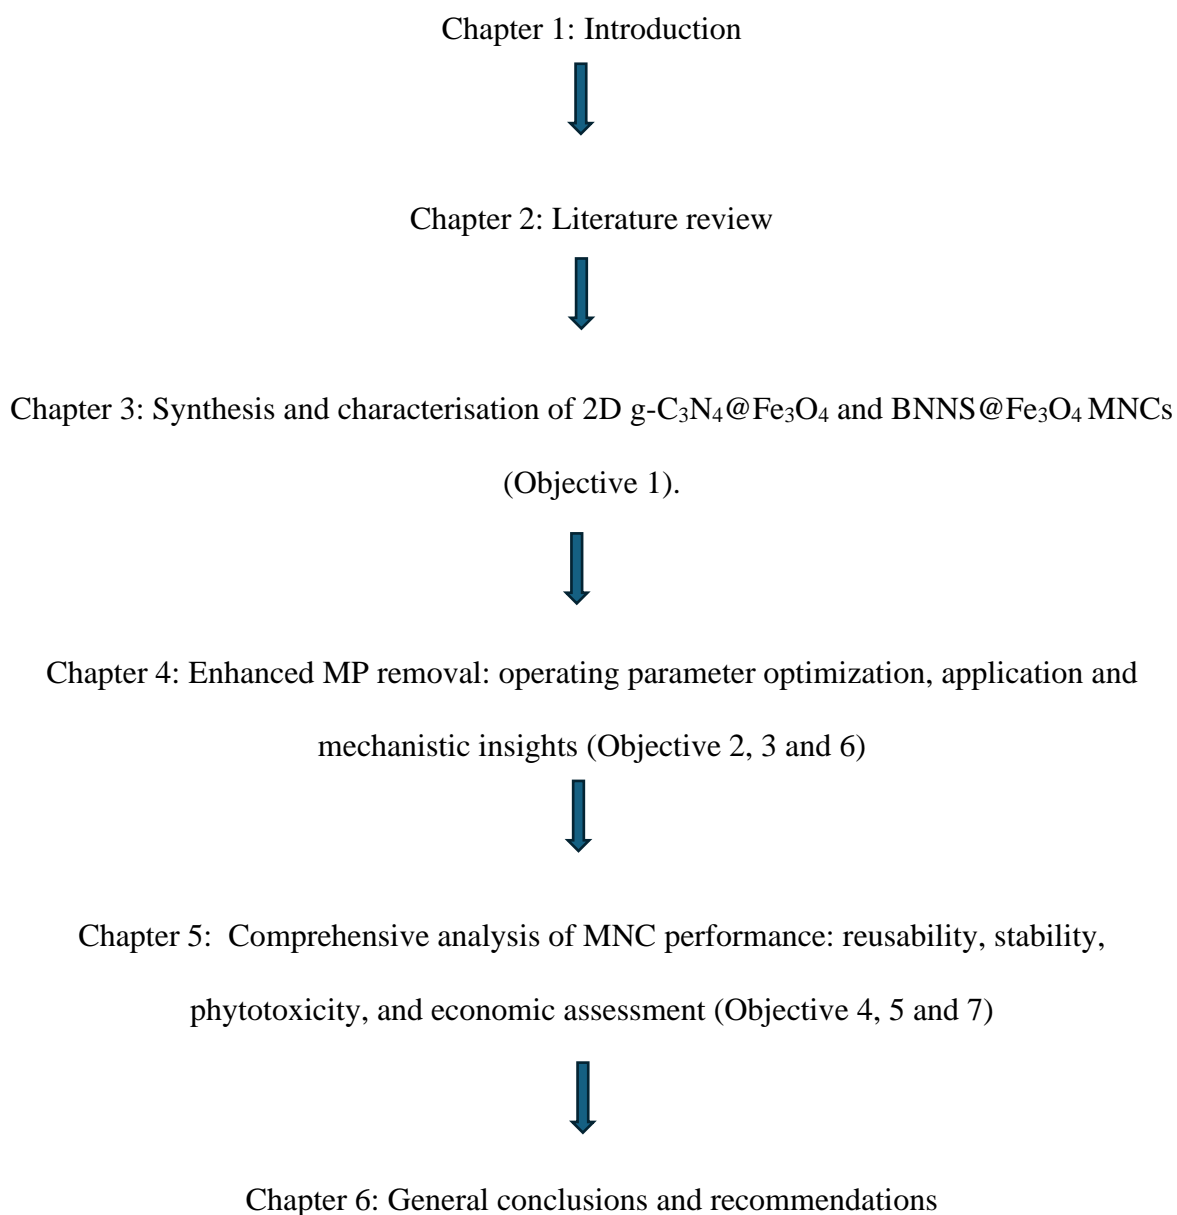 Chapter 1: Introduction
Chapter 2: Literature review
Chapter 3: Synthesis and characterisation of 2D g-C₃N₄@Fe₃O₄ and BNNS@Fe₃O₄ MNCs
(Objective 1).
Chapter 4: Enhanced MP removal: operating parameter optimization, application and
mechanistic insights (Objective 2, 3 and 6)
Chapter 5:  Comprehensive analysis of MNC performance: reusability, stability,
phytotoxicity, and economic assessment (Objective 4, 5 and 7)
Chapter 6: General conclusions and recommendations